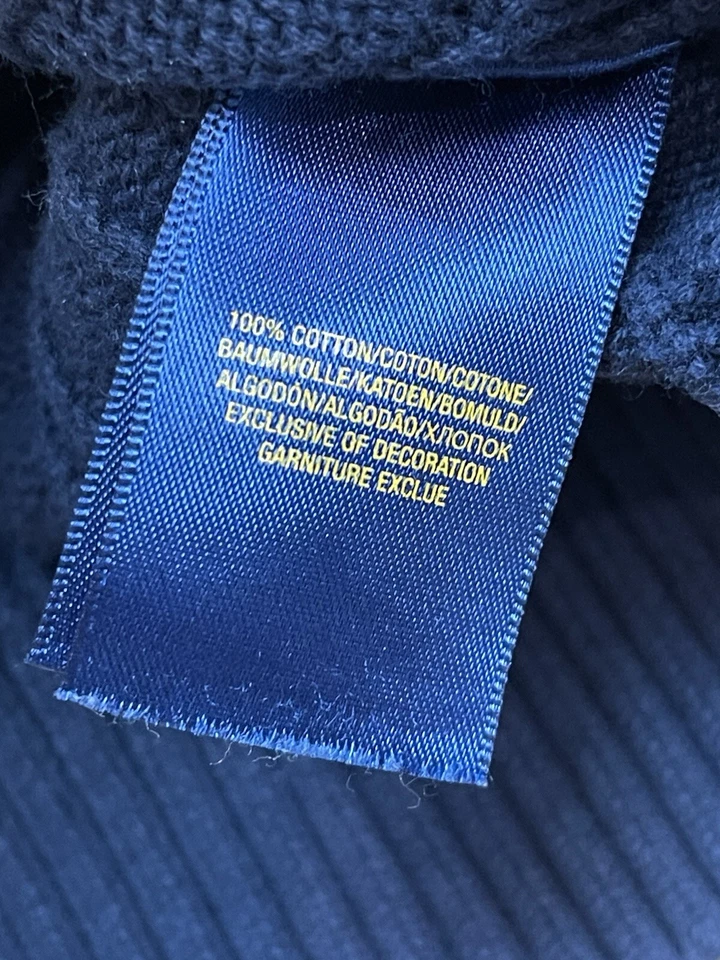 100% COTTON/COTON/COTONE/
BAUMWOLLE/KATOEN/BOMULD/
ALGODÓN/ALGODÃO/ХЛОПОК
EXCLUSIVE OF DECORATION
GARNITURE EXCLUE